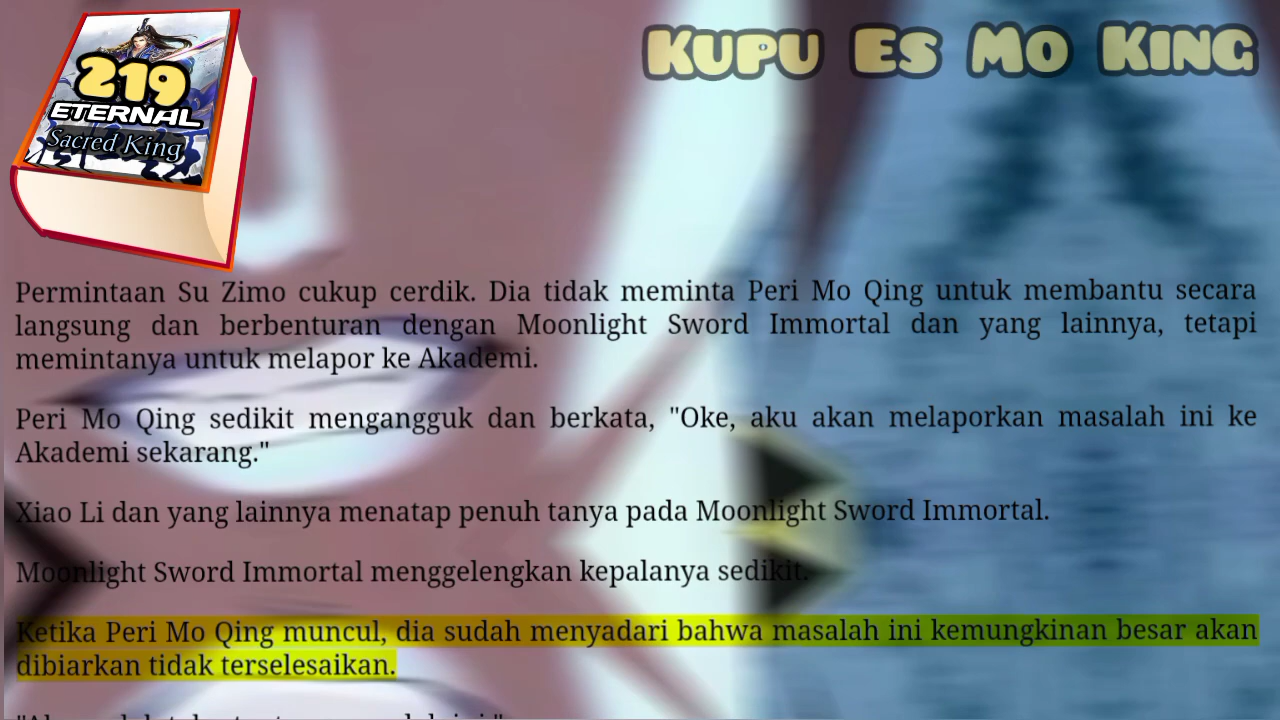 219
ETERNAL
Sacred King
KUPU ES MO KING
Permintaan Su Zimo cukup cerdik. Dia tidak meminta Peri Mo Qing untuk membantu secara
langsung dan berbenturan dengan Moonlight Sword Immortal dan yang lainnya, tetapi
memintanya untuk melapor ke Akademi.
Peri Mo Qing sedikit mengangguk dan berkata, "Oke, aku akan melaporkan masalah ini ke
Akademi sekarang."
Xiao Li dan yang lainnya menatap penuh tanya pada Moonlight Sword Immortal.
Moonlight Sword Immortal menggelengkan kepalanya sedikit.
Ketika Peri Mo Qing muncul, dia sudah menyadari bahwa masalah ini kemungkinan besar akan
dibiarkan tidak terselesaikan.